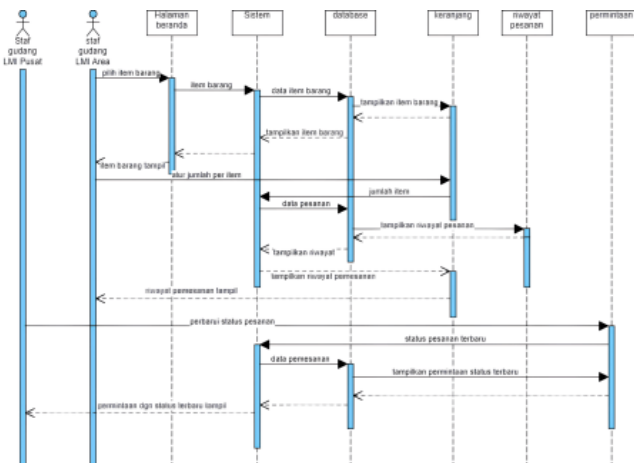 Halaman
beranda
Sistem
database
keranjang
riwayat
pesanan
permintaan
Staf
gudang
LMI Pusat
staf
gudang
LMI Area
pilih item barang
item barang
data item barang
tampilkan item barang
tampilkan item barang
item barang tampil
atur jumlah per item
jumlah item
data pesanan
tampilkan riwayat pesanan
tampilkan riwayat
tampilkan riwayat pemesanan
riwayat pemesanan tampil
perbarui status pesanan
status pesanan terbaru
data pemesanan
tampilkan permintaan status terbaru
permintaan dgn status terbaru tampil